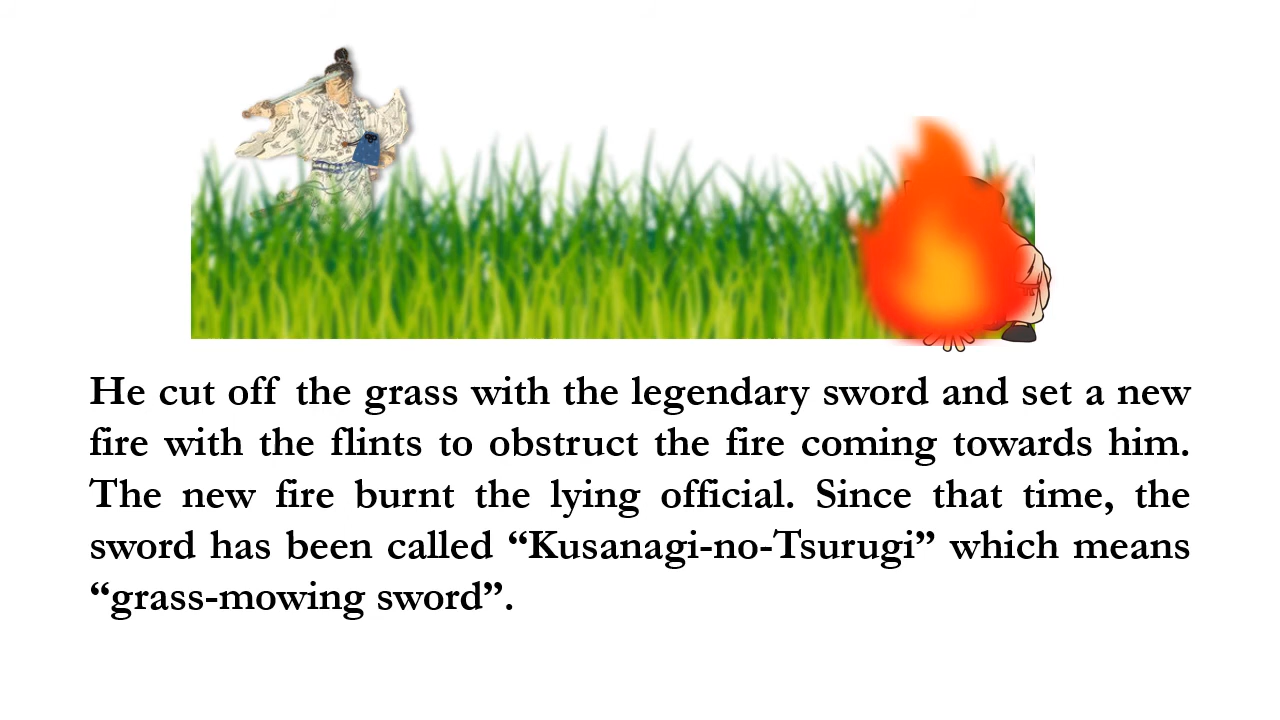 He cut off the grass with the legendary sword and set a new
fire with the flints to obstruct the fire coming towards him.
The new fire burnt the lying official. Since that time, the
sword has been called “Kusanagi-no-Tsurugi” which means
“grass-mowing sword”.